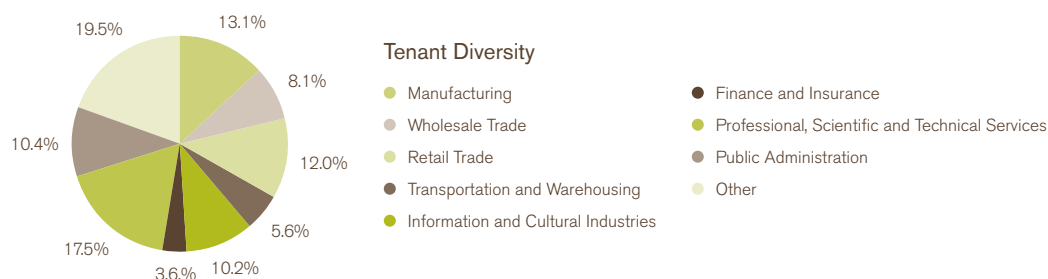 19.5%
13.1%
8.1%
12.0%
5.6%
10.2%
3.6.%
17.5%
10.4%
Tenant Diversity
Manufacturing
Wholesale Trade
Retail Trade
Transportation and Warehousing
Information and Cultural Industries
Finance and Insurance
Professional, Scientific and Technical Services
Public Administration
Other